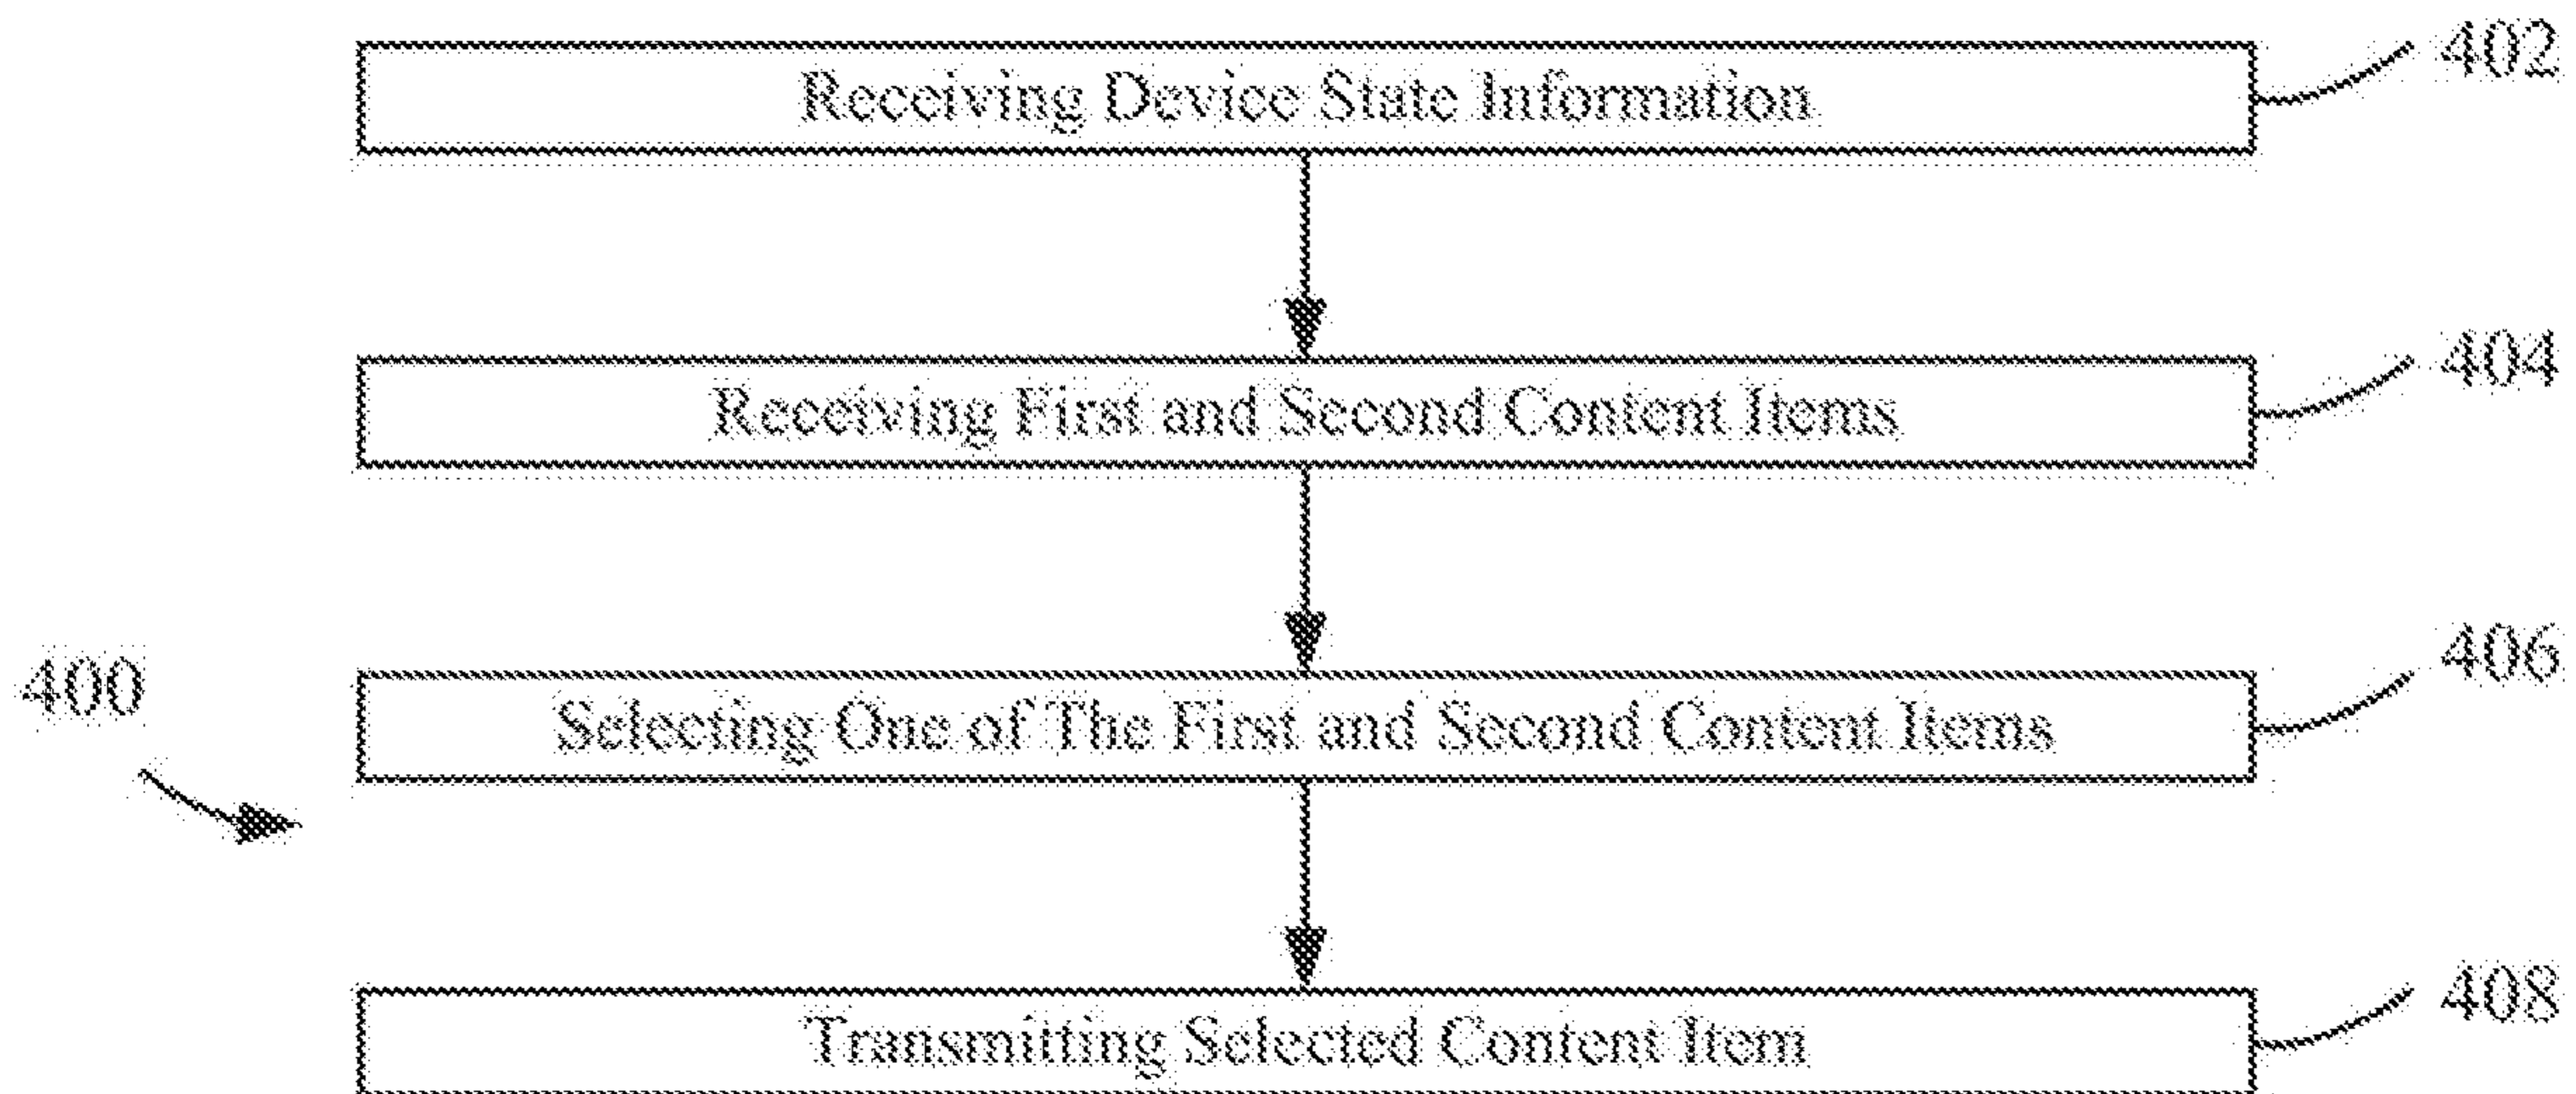 Receiving Device State Information
402
Receiving First and Second Content Items
404
400
Selecting One of The First and Second Content Items
406
Transmitting Selected Content Item
408